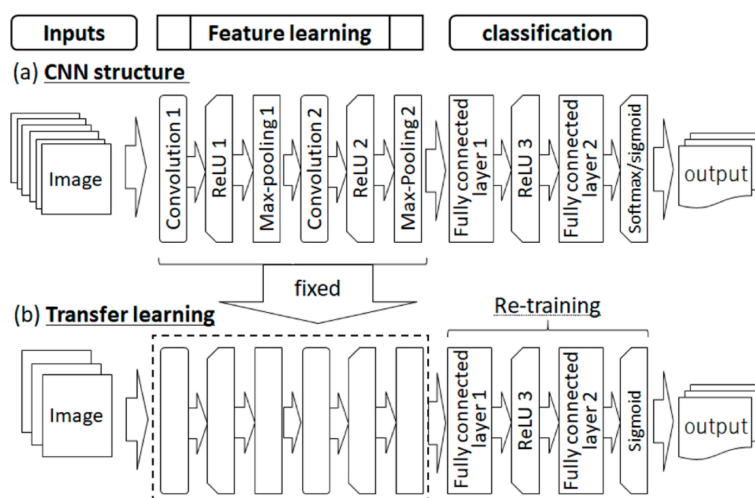 Inputs
Feature learning
classification
(a) CNN structure
Image
Convolution 1
ReLU 1
Max-pooling 1
Convolution 2
ReLU 2
Max-Pooling 2
Fully connected
layer 1
ReLU 3
Fully connected
layer 2
Softmax/sigmoid
output
fixed
(b) Transfer learning
Re-training
Image
Fully connected
layer 1
ReLU 3
Fully connected
layer 2
Sigmoid
output